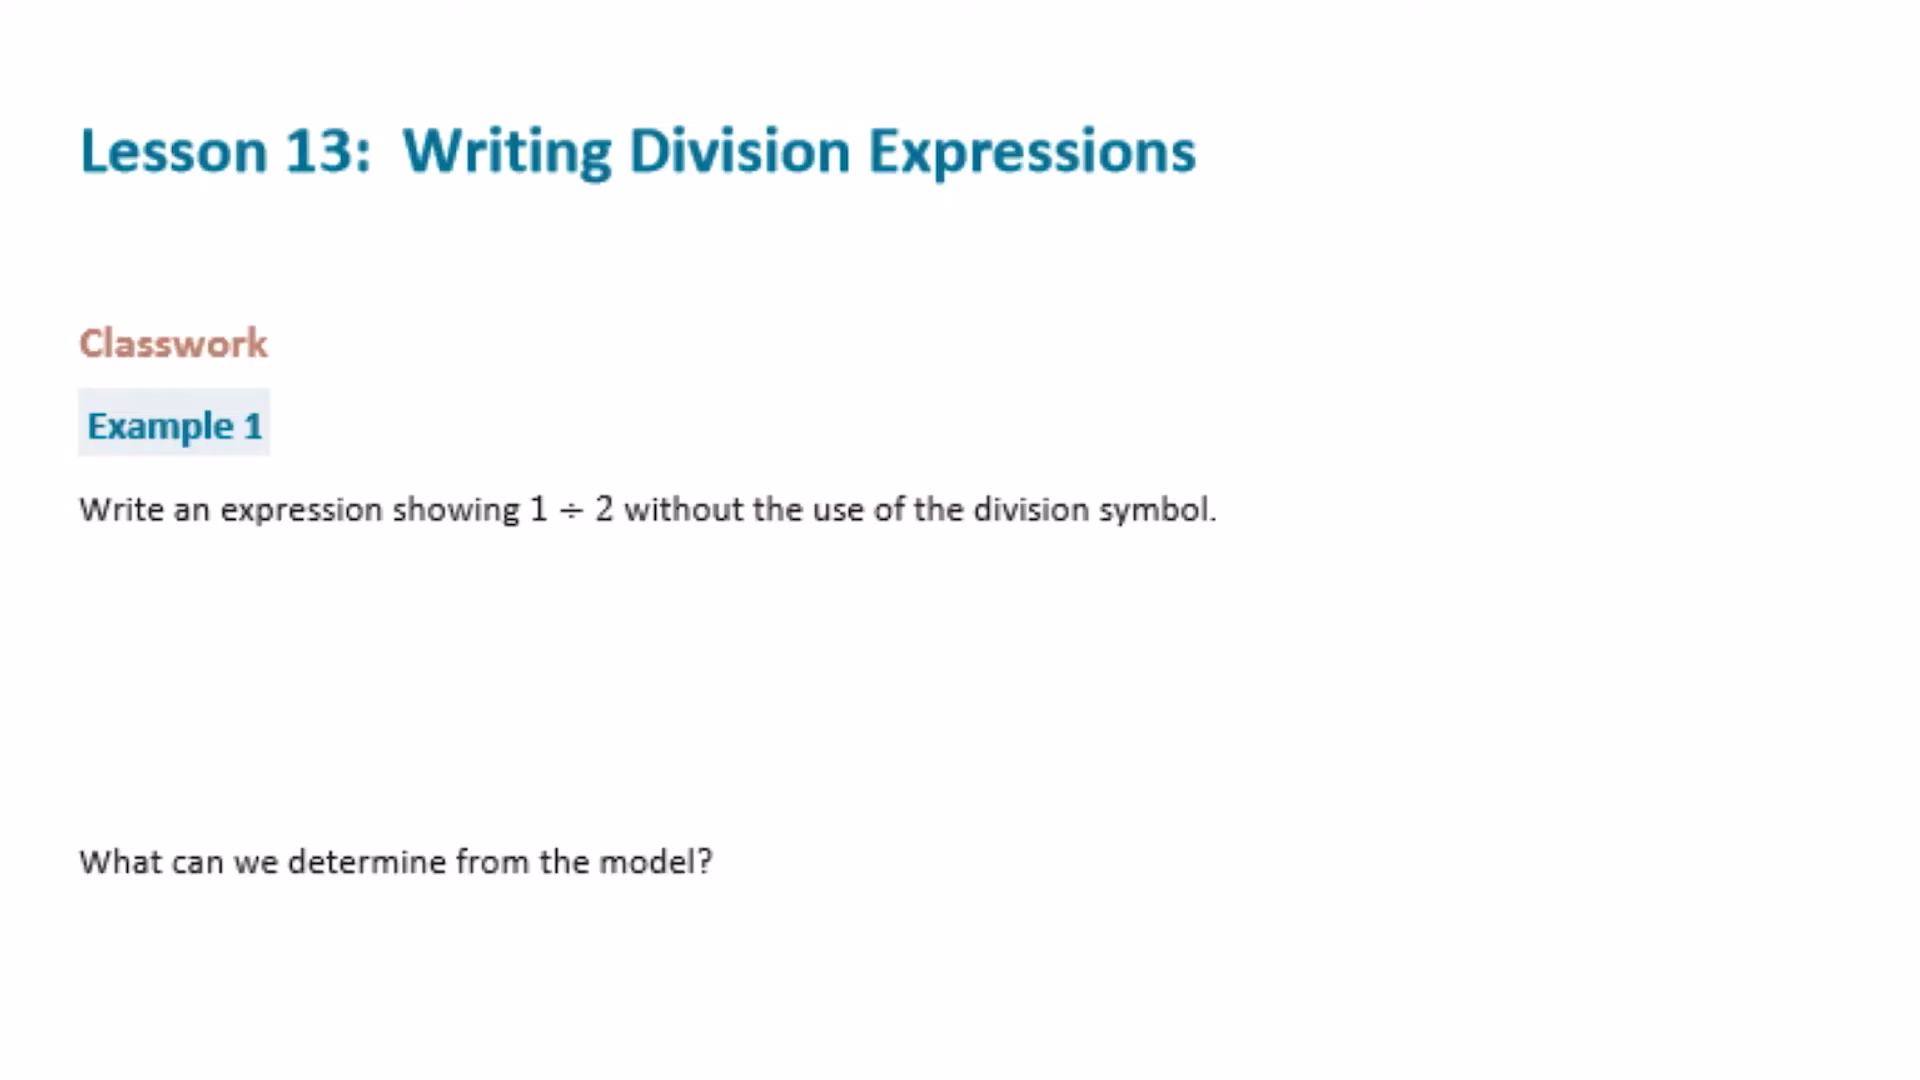 Lesson 13: Writing Division Expressions
Classwork
Example 1
Write an expression showing 1 ÷ 2 without the use of the division symbol.
What can we determine from the model?